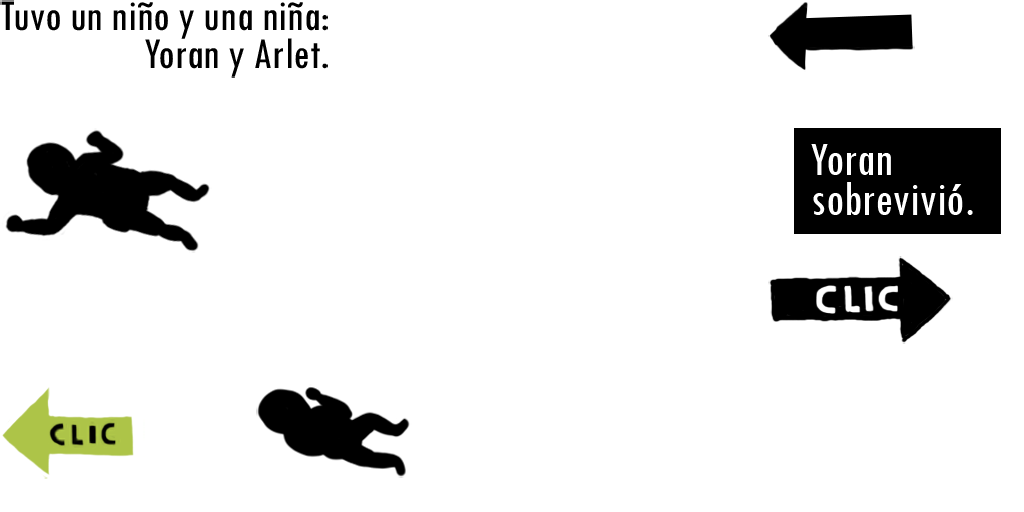 Tuvo un niño y una niña:
Yoran y Arlet.
Yoran
sobrevivió.
CLIC
CLIC